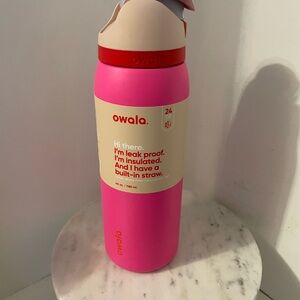 owala.
24
Hi there.
I'm leak proof.
I'm insulated.
And I have a
built-in straw.
owala